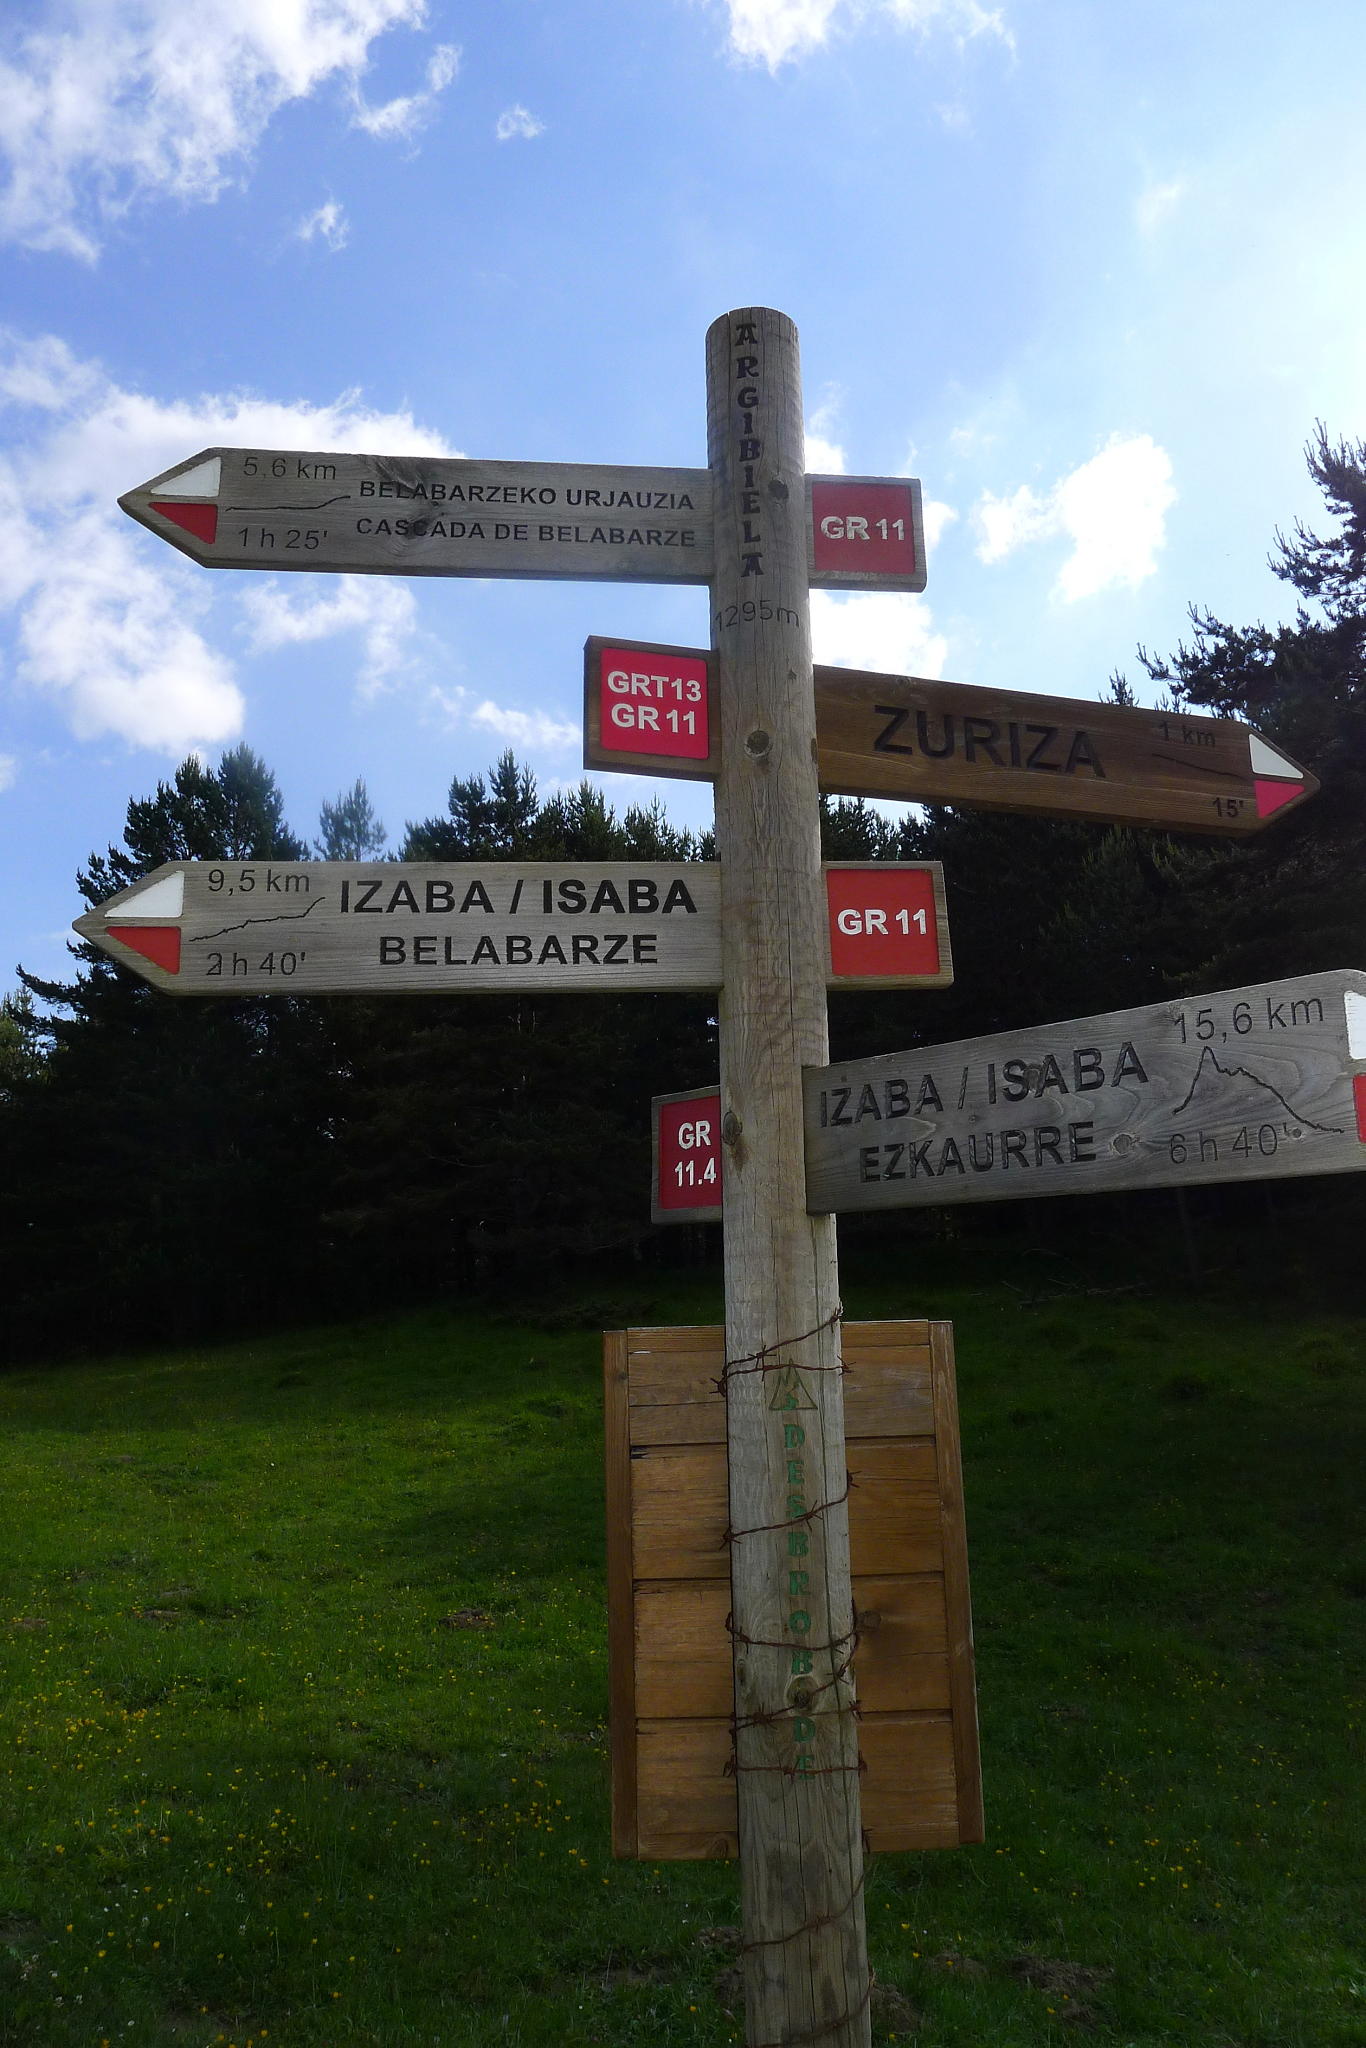 ARGIBIELA
1295m
5,6 km
1 h 25'
BELABARZEKO URJAUZIA
CASCADA DE BELABARZE
GR 11
GRT13
GR 11
ZURIZA
1 km
15'
9,5 km
2 h 40'
IZABA / ISABA
BELABARZE
GR 11
GR
11.4
IZABA / ISABA
EZKAURRE
15,6 km
6 h 40'
DESBROBIDE